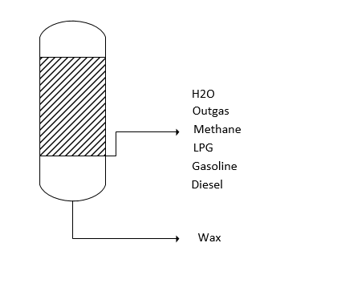 H2O
Outgas
Methane
LPG
Gasoline
Diesel
Wax